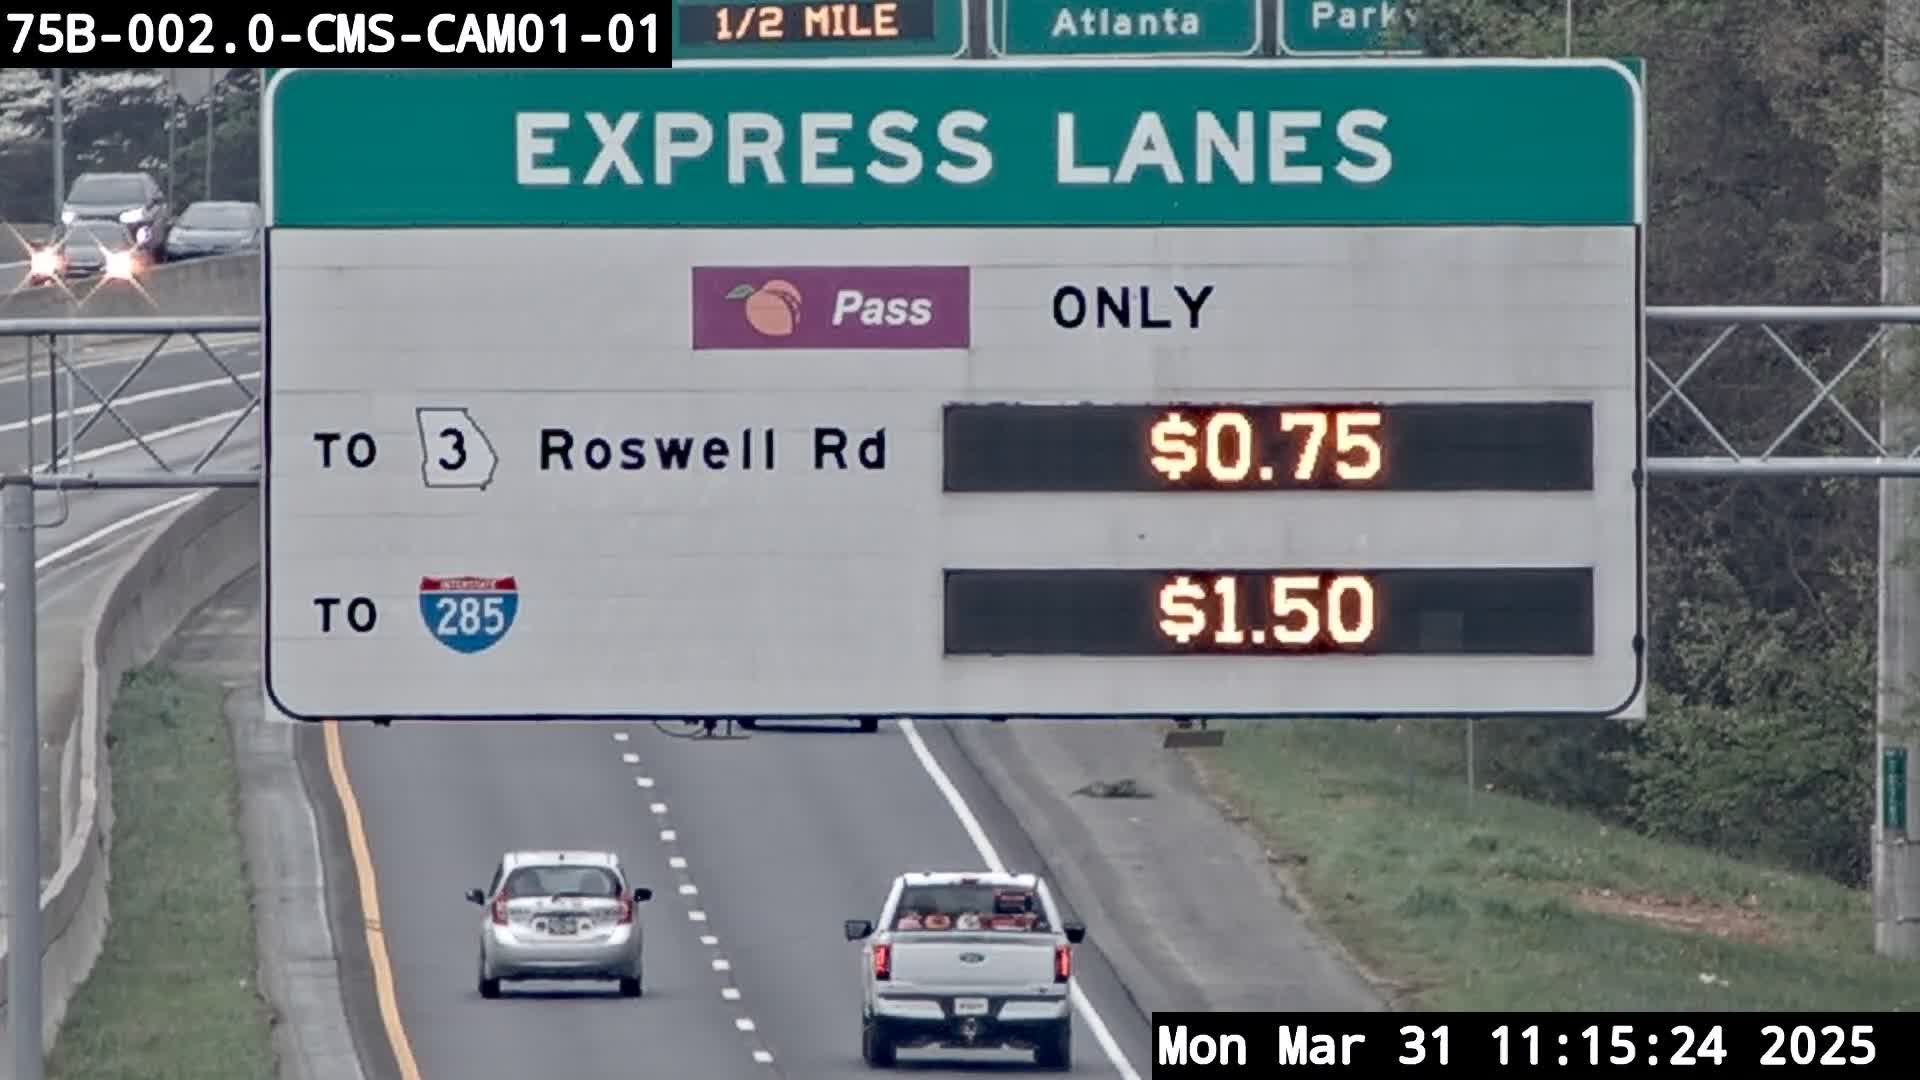 75B-002.0-CMS-CAM01-01
1/2 MILE
Atlanta
EXPRESS LANES
Pass ONLY
TO 3 Roswell Rd $0.75
TO INTERSTATE 285 $1.50
Mon Mar 31 11:15:24 2025